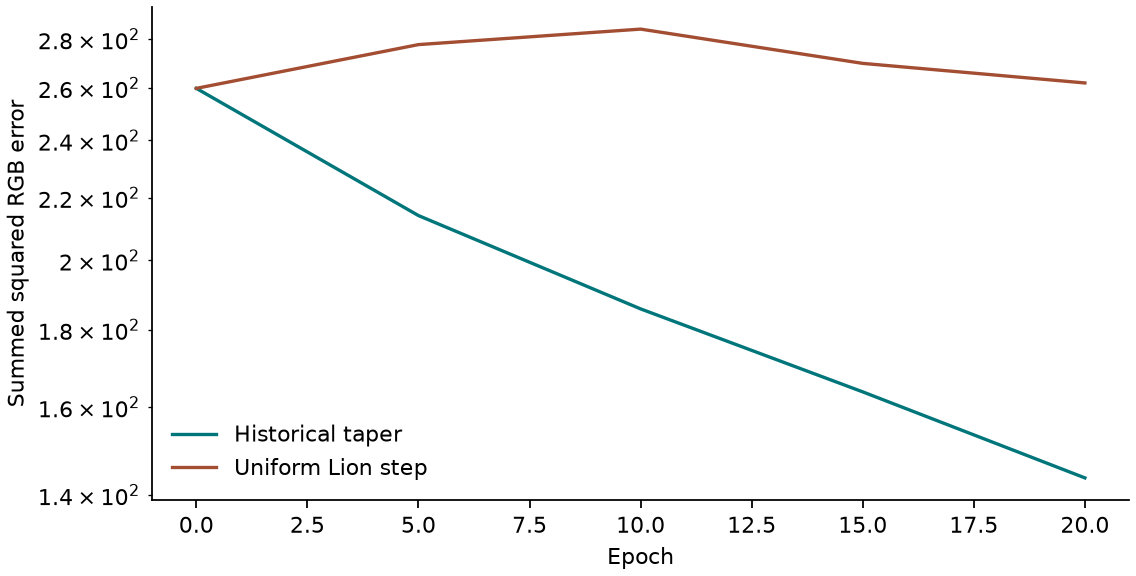 Summed squared RGB error
2.8 × 10²
2.6 × 10²
2.4 × 10²
2.2 × 10²
2 × 10²
1.8 × 10²
1.6 × 10²
1.4 × 10²
Historical taper
Uniform Lion step
0.0 2.5 5.0 7.5 10.0 12.5 15.0 17.5 20.0
Epoch